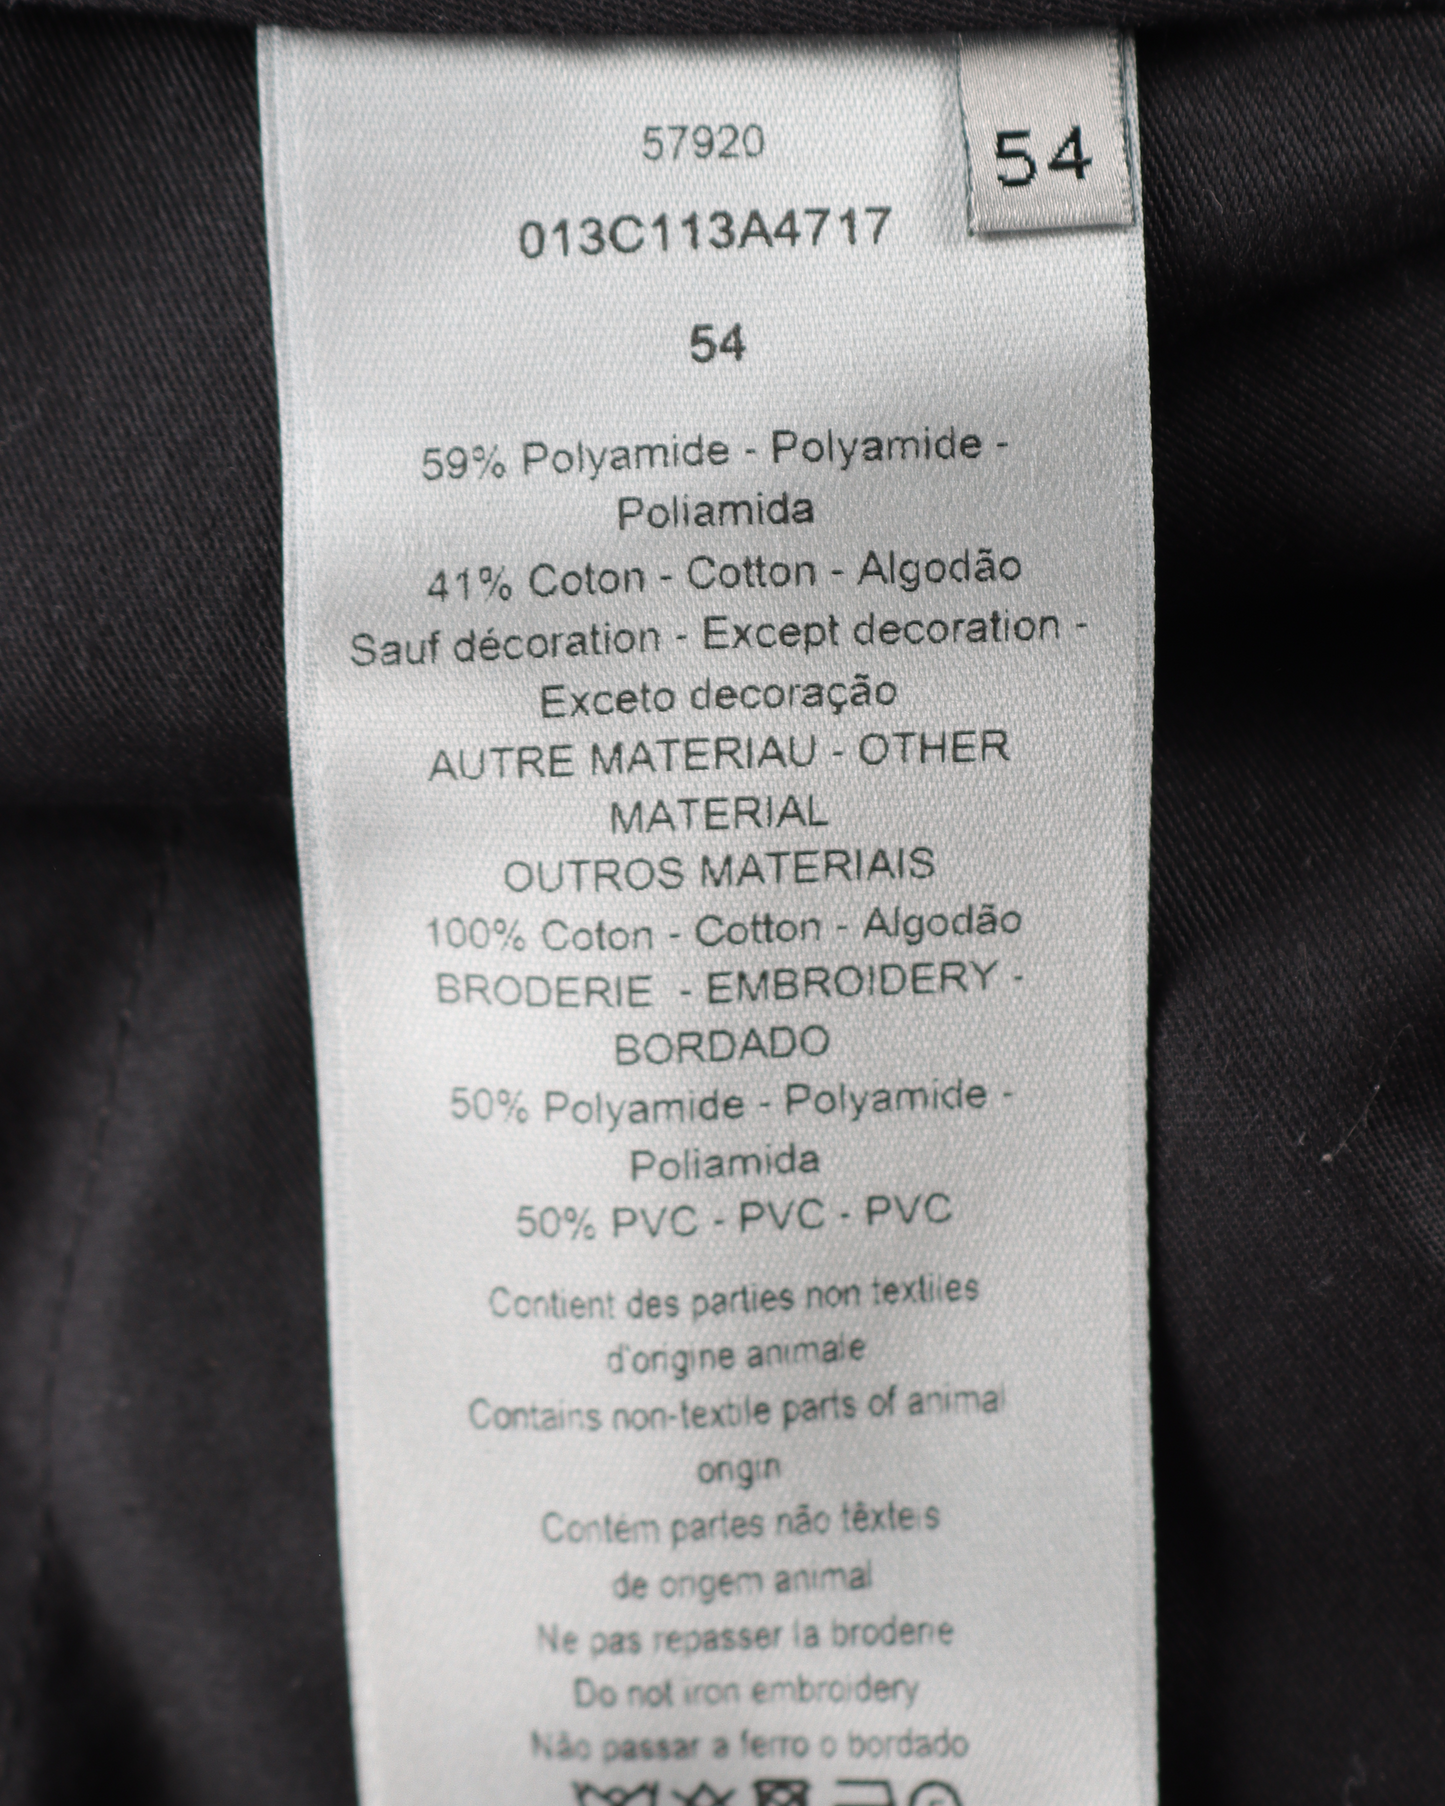 57920
54
013C113A4717
54
59% Polyamide - Polyamide -
Poliamida
41% Coton - Cotton - Algodão
Sauf décoration - Except decoration -
Exceto decoração
AUTRE MATERIAU - OTHER
MATERIAL
OUTROS MATERIAIS
100% Coton - Cotton - Algodão
BRODERIE - EMBROIDERY -
BORDADO
50% Polyamide - Polyamide -
Poliamida
50% PVC - PVC - PVC
Contient des parties non textiles
d'origine animale
Contains non-textile parts of animal
origin
Contém partes não têxteis
de origem animal
Ne pas repasser la broderie
Do not iron embroidery
Não passar a ferro o bordado